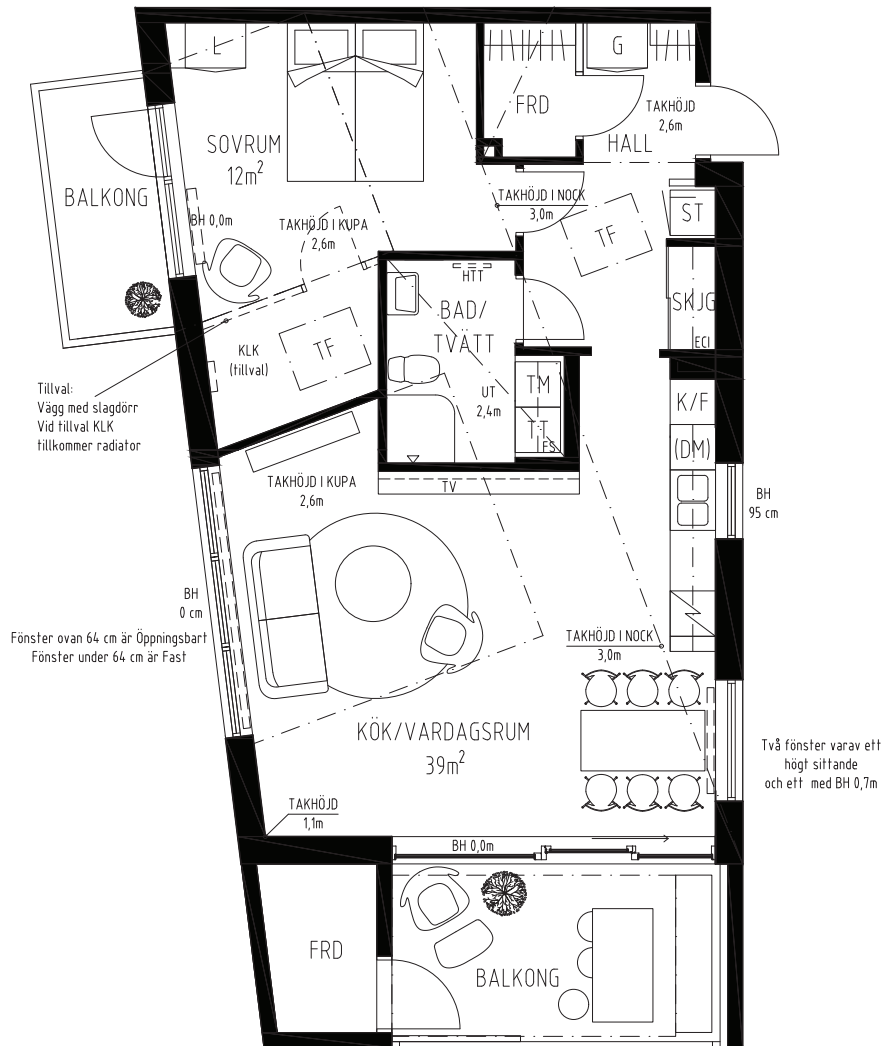 L
G
FRD
TAKHÖJD
2,6m
HALL
SOVRUM
12m²
BALKONG
TAKHÖJD I NOCK
3,0m
BH 0,0m
TAKHÖJD I KUPA
2,6m
ST
TF
HTT
BAD/
TVÄTT
SKJG
ECI
KLK
(tillval)
TF
Tillval:
Vägg med slagdörr
Vid tillval KLK
tillkommer radiator
UT
2,4m
TM
TT
FS
K/F
(DM)
TAKHÖJD I KUPA
2,6m
TV
BH
95 cm
BH
0 cm
Fönster ovan 64 cm är Öppningsbart
Fönster under 64 cm är Fast
TAKHÖJD I NOCK
3,0m
KÖK/VARDAGSRUM
39m²
Två fönster varav ett
högt sittande
och ett med BH 0,7m
TAKHÖJD
1,1m
BH 0,0m
FRD
BALKONG